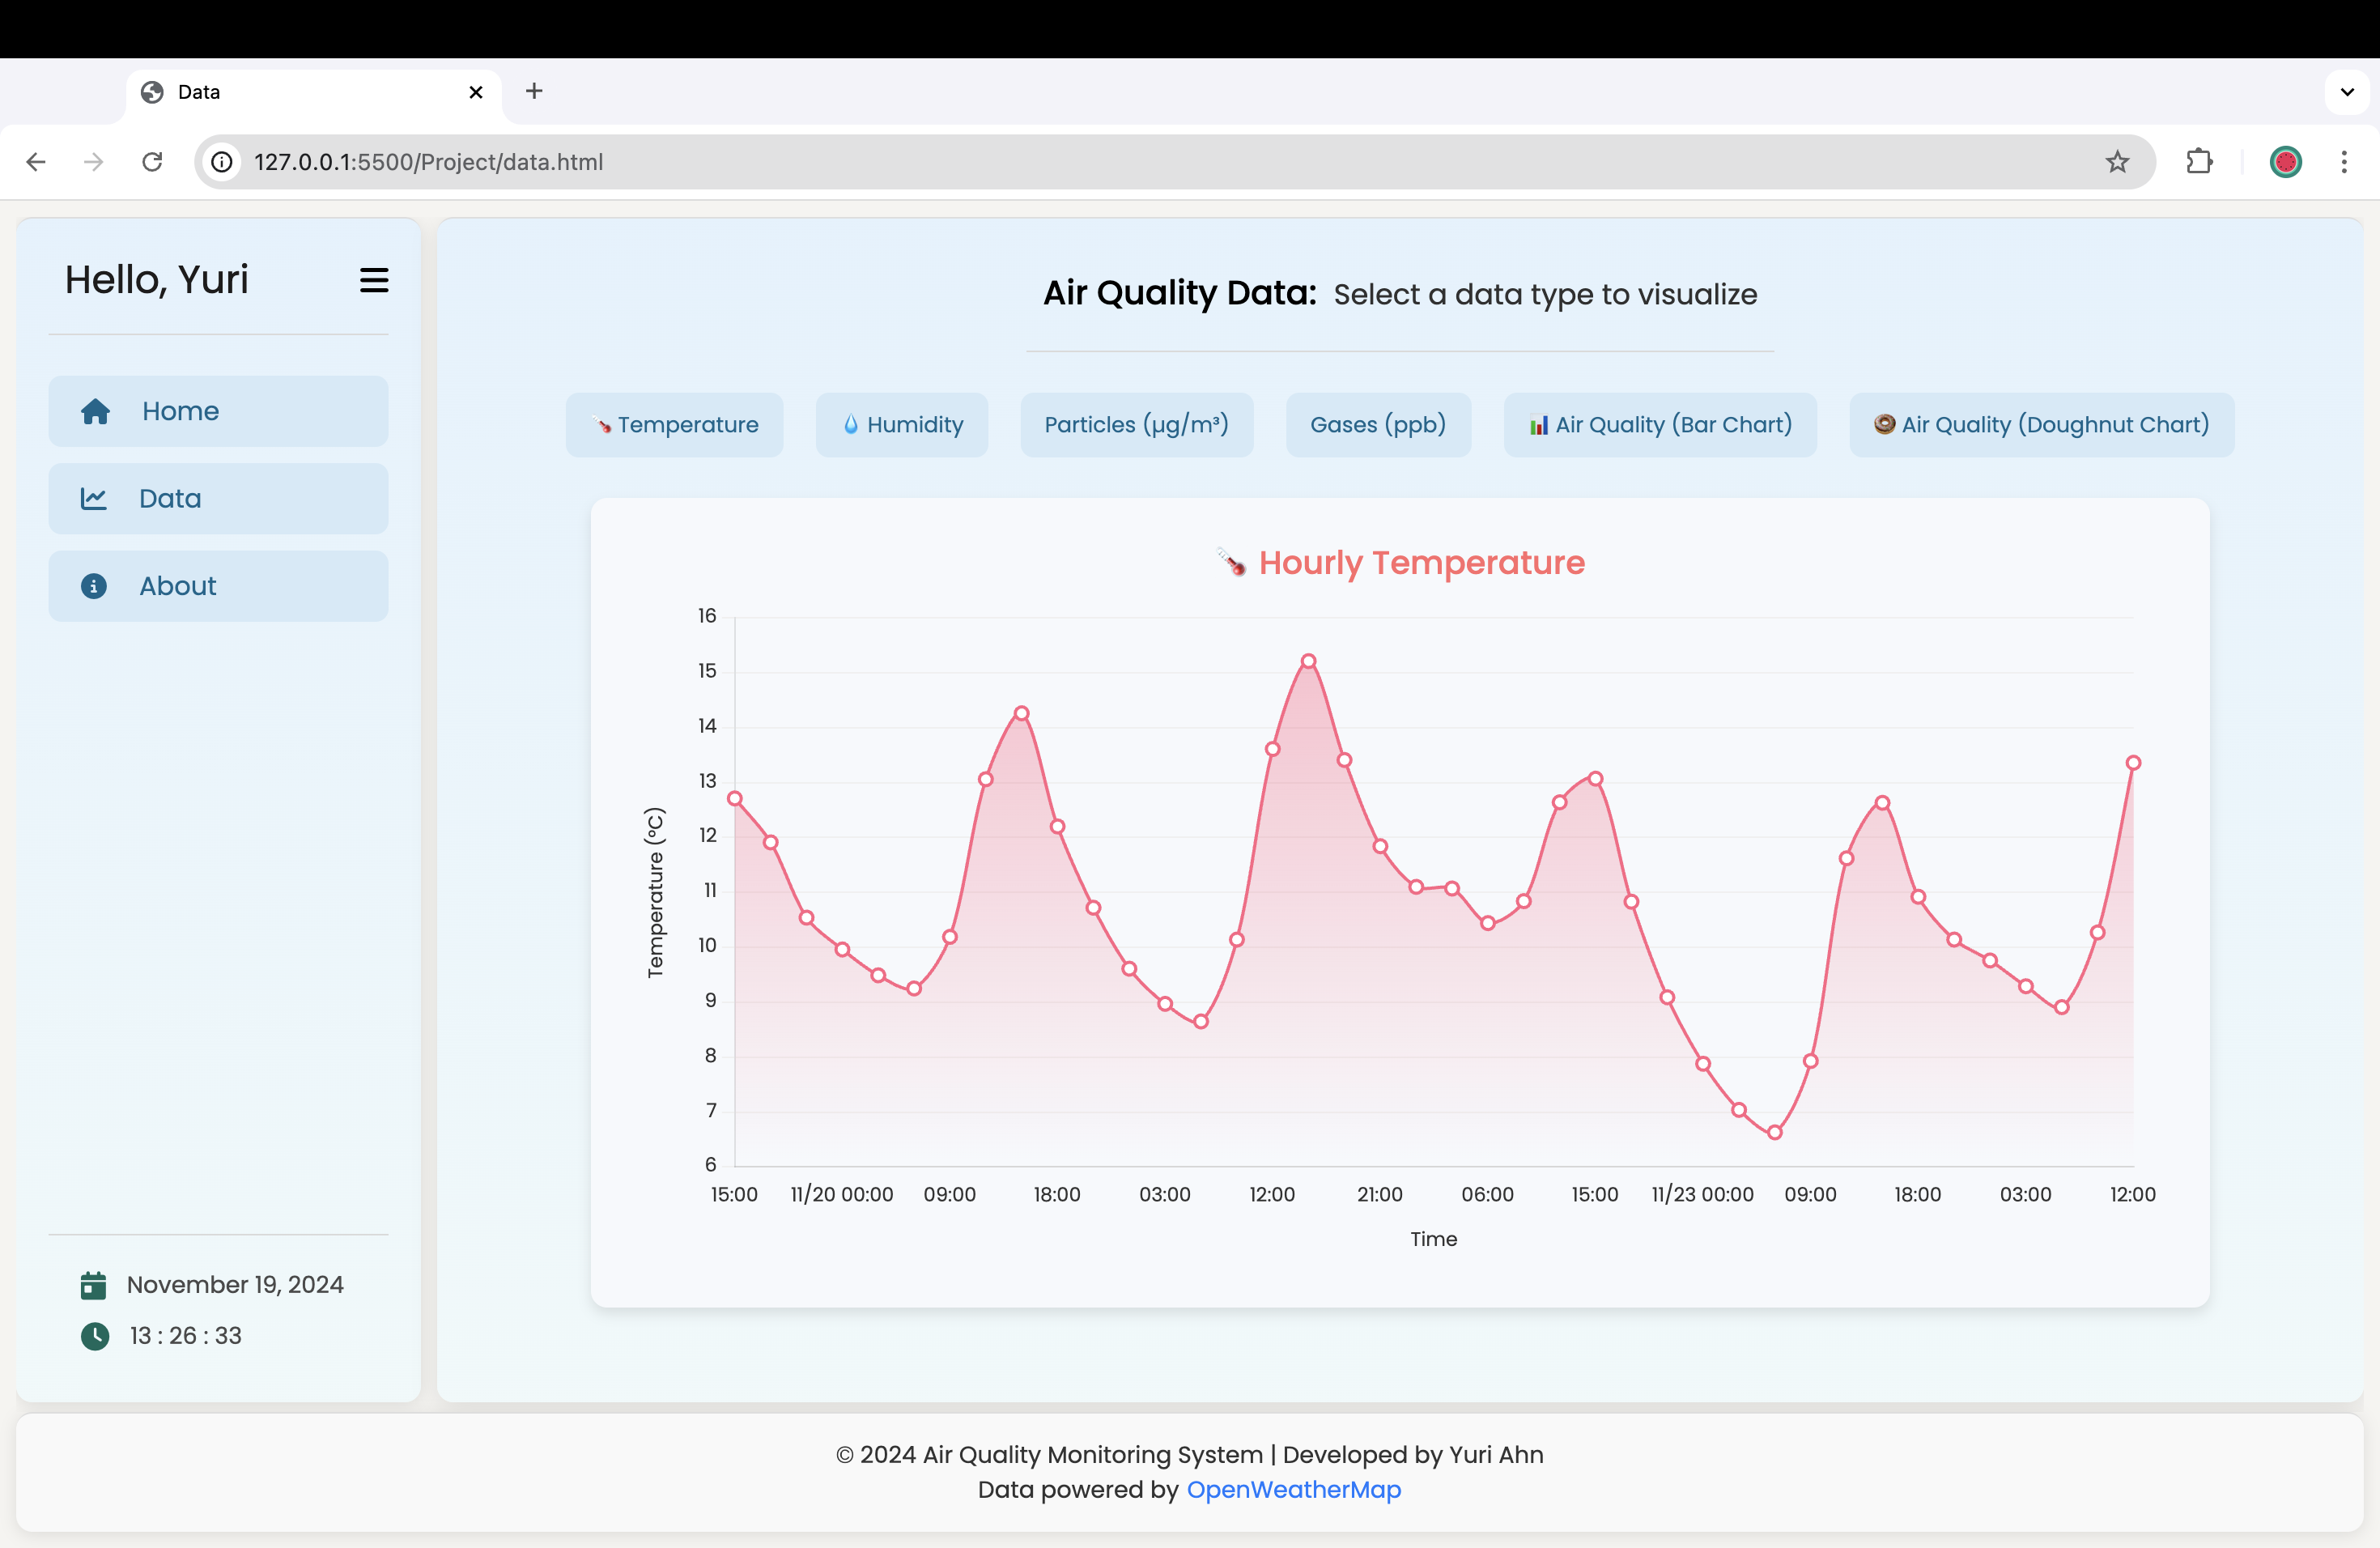 Data
127.0.0.1:5500/Project/data.html
Hello, Yuri
Home
Data
About
November 19, 2024
13 : 26 : 33
Air Quality Data: Select a data type to visualize
🌡️ Temperature 💧 Humidity Particles (µg/m³) Gases (ppb) 📊 Air Quality (Bar Chart) 🍩 Air Quality (Doughnut Chart)
🌡️ Hourly Temperature
Temperature (°C)
16
15
14
13
12
11
10
9
8
7
6
15:00 11/20 00:00 09:00 18:00 03:00 12:00 21:00 06:00 15:00 11/23 00:00 09:00 18:00 03:00 12:00
Time
© 2024 Air Quality Monitoring System | Developed by Yuri Ahn
Data powered by OpenWeatherMap